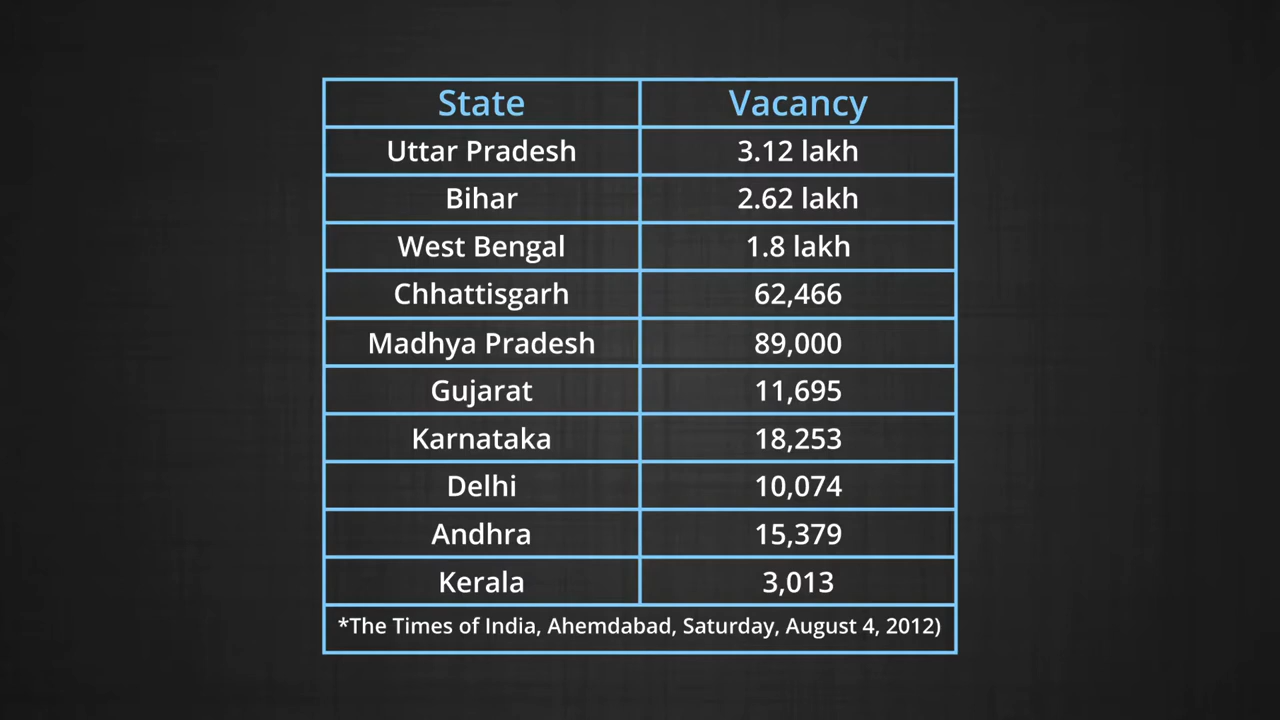 State Vacancy
Uttar Pradesh 3.12 lakh
Bihar 2.62 lakh
West Bengal 1.8 lakh
Chhattisgarh 62,466
Madhya Pradesh 89,000
Gujarat 11,695
Karnataka 18,253
Delhi 10,074
Andhra 15,379
Kerala 3,013
*The Times of India, Ahemdabad, Saturday, August 4, 2012)